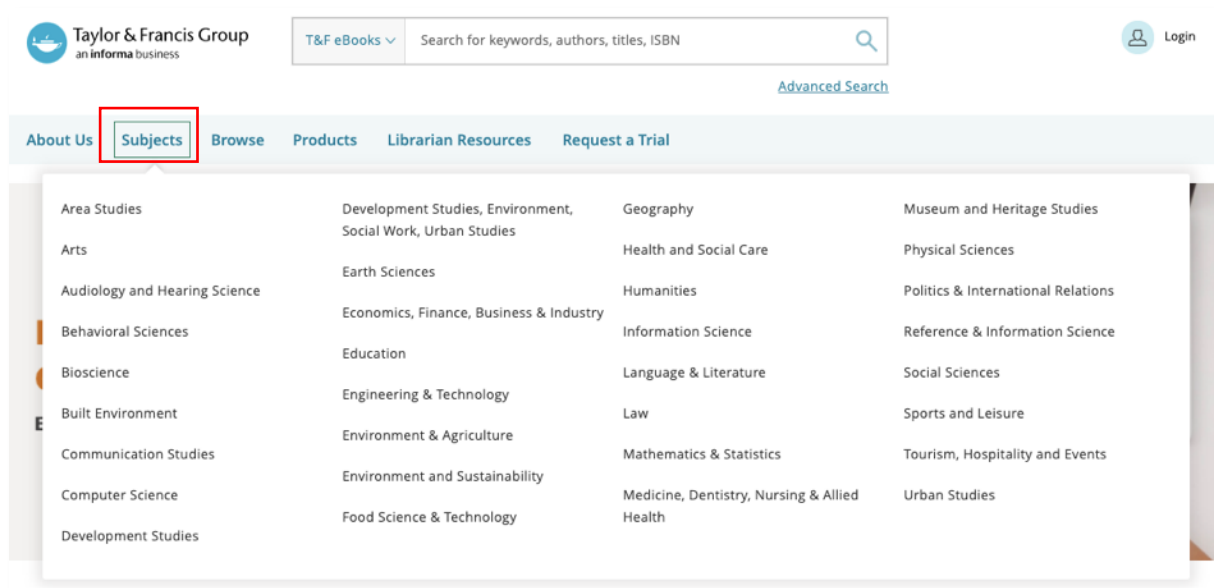 Taylor & Francis Group
an informa business
T&F eBooks
Search for keywords, authors, titles, ISBN
Login
Advanced Search
About Us
Subjects
Browse
Products
Librarian Resources
Request a Trial
Area Studies
Arts
Audiology and Hearing Science
Behavioral Sciences
Bioscience
Built Environment
Communication Studies
Computer Science
Development Studies
Development Studies, Environment,
Social Work, Urban Studies
Earth Sciences
Economics, Finance, Business & Industry
Education
Engineering & Technology
Environment & Agriculture
Environment and Sustainability
Food Science & Technology
Geography
Health and Social Care
Humanities
Information Science
Language & Literature
Law
Mathematics & Statistics
Medicine, Dentistry, Nursing & Allied
Health
Museum and Heritage Studies
Physical Sciences
Politics & International Relations
Reference & Information Science
Social Sciences
Sports and Leisure
Tourism, Hospitality and Events
Urban Studies